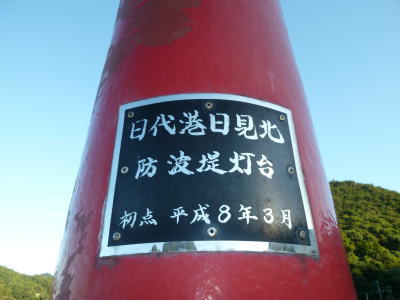 日代港日見北
防波堤灯台
初点 平成8年3月